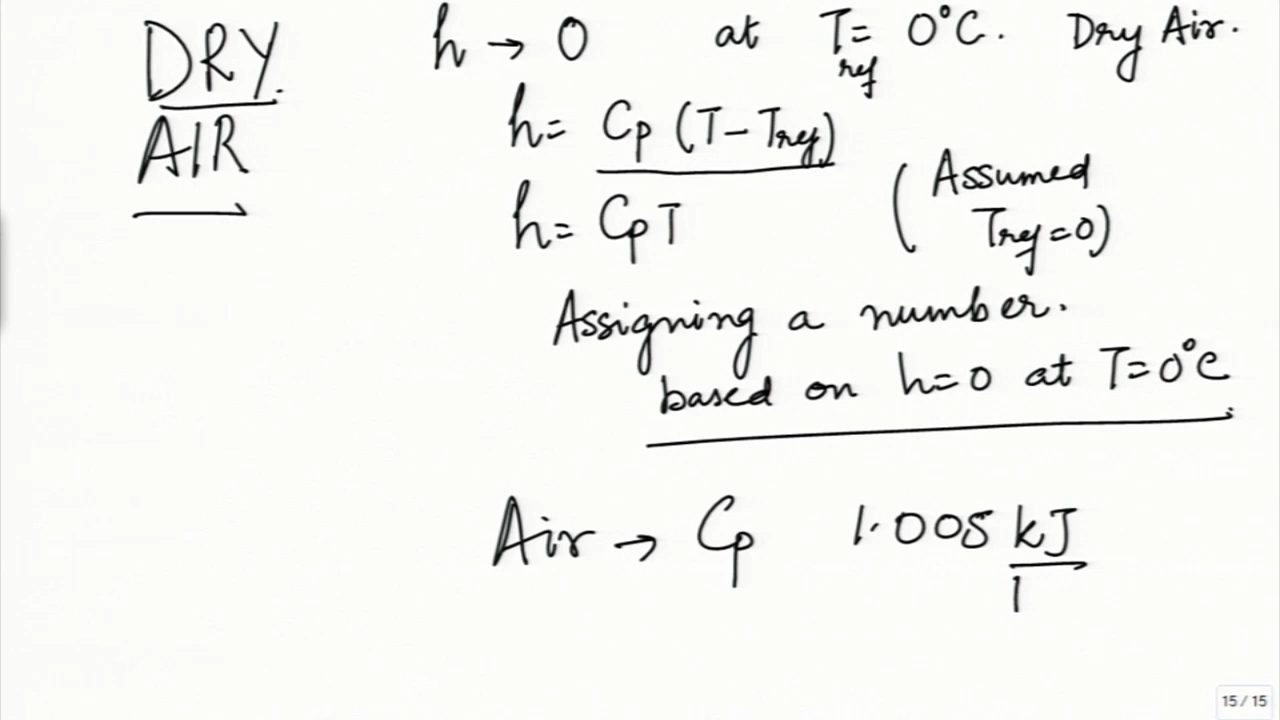 DRY.
AIR
h → 0 at T_ref = 0°C. Dry Air.
h = Cp (T - Tref)
h = CpT (Assumed
Tref = 0)
Assigning a number.
based on h=0 at T=0°C
Air → Cp 1.005 kJ
15 / 15